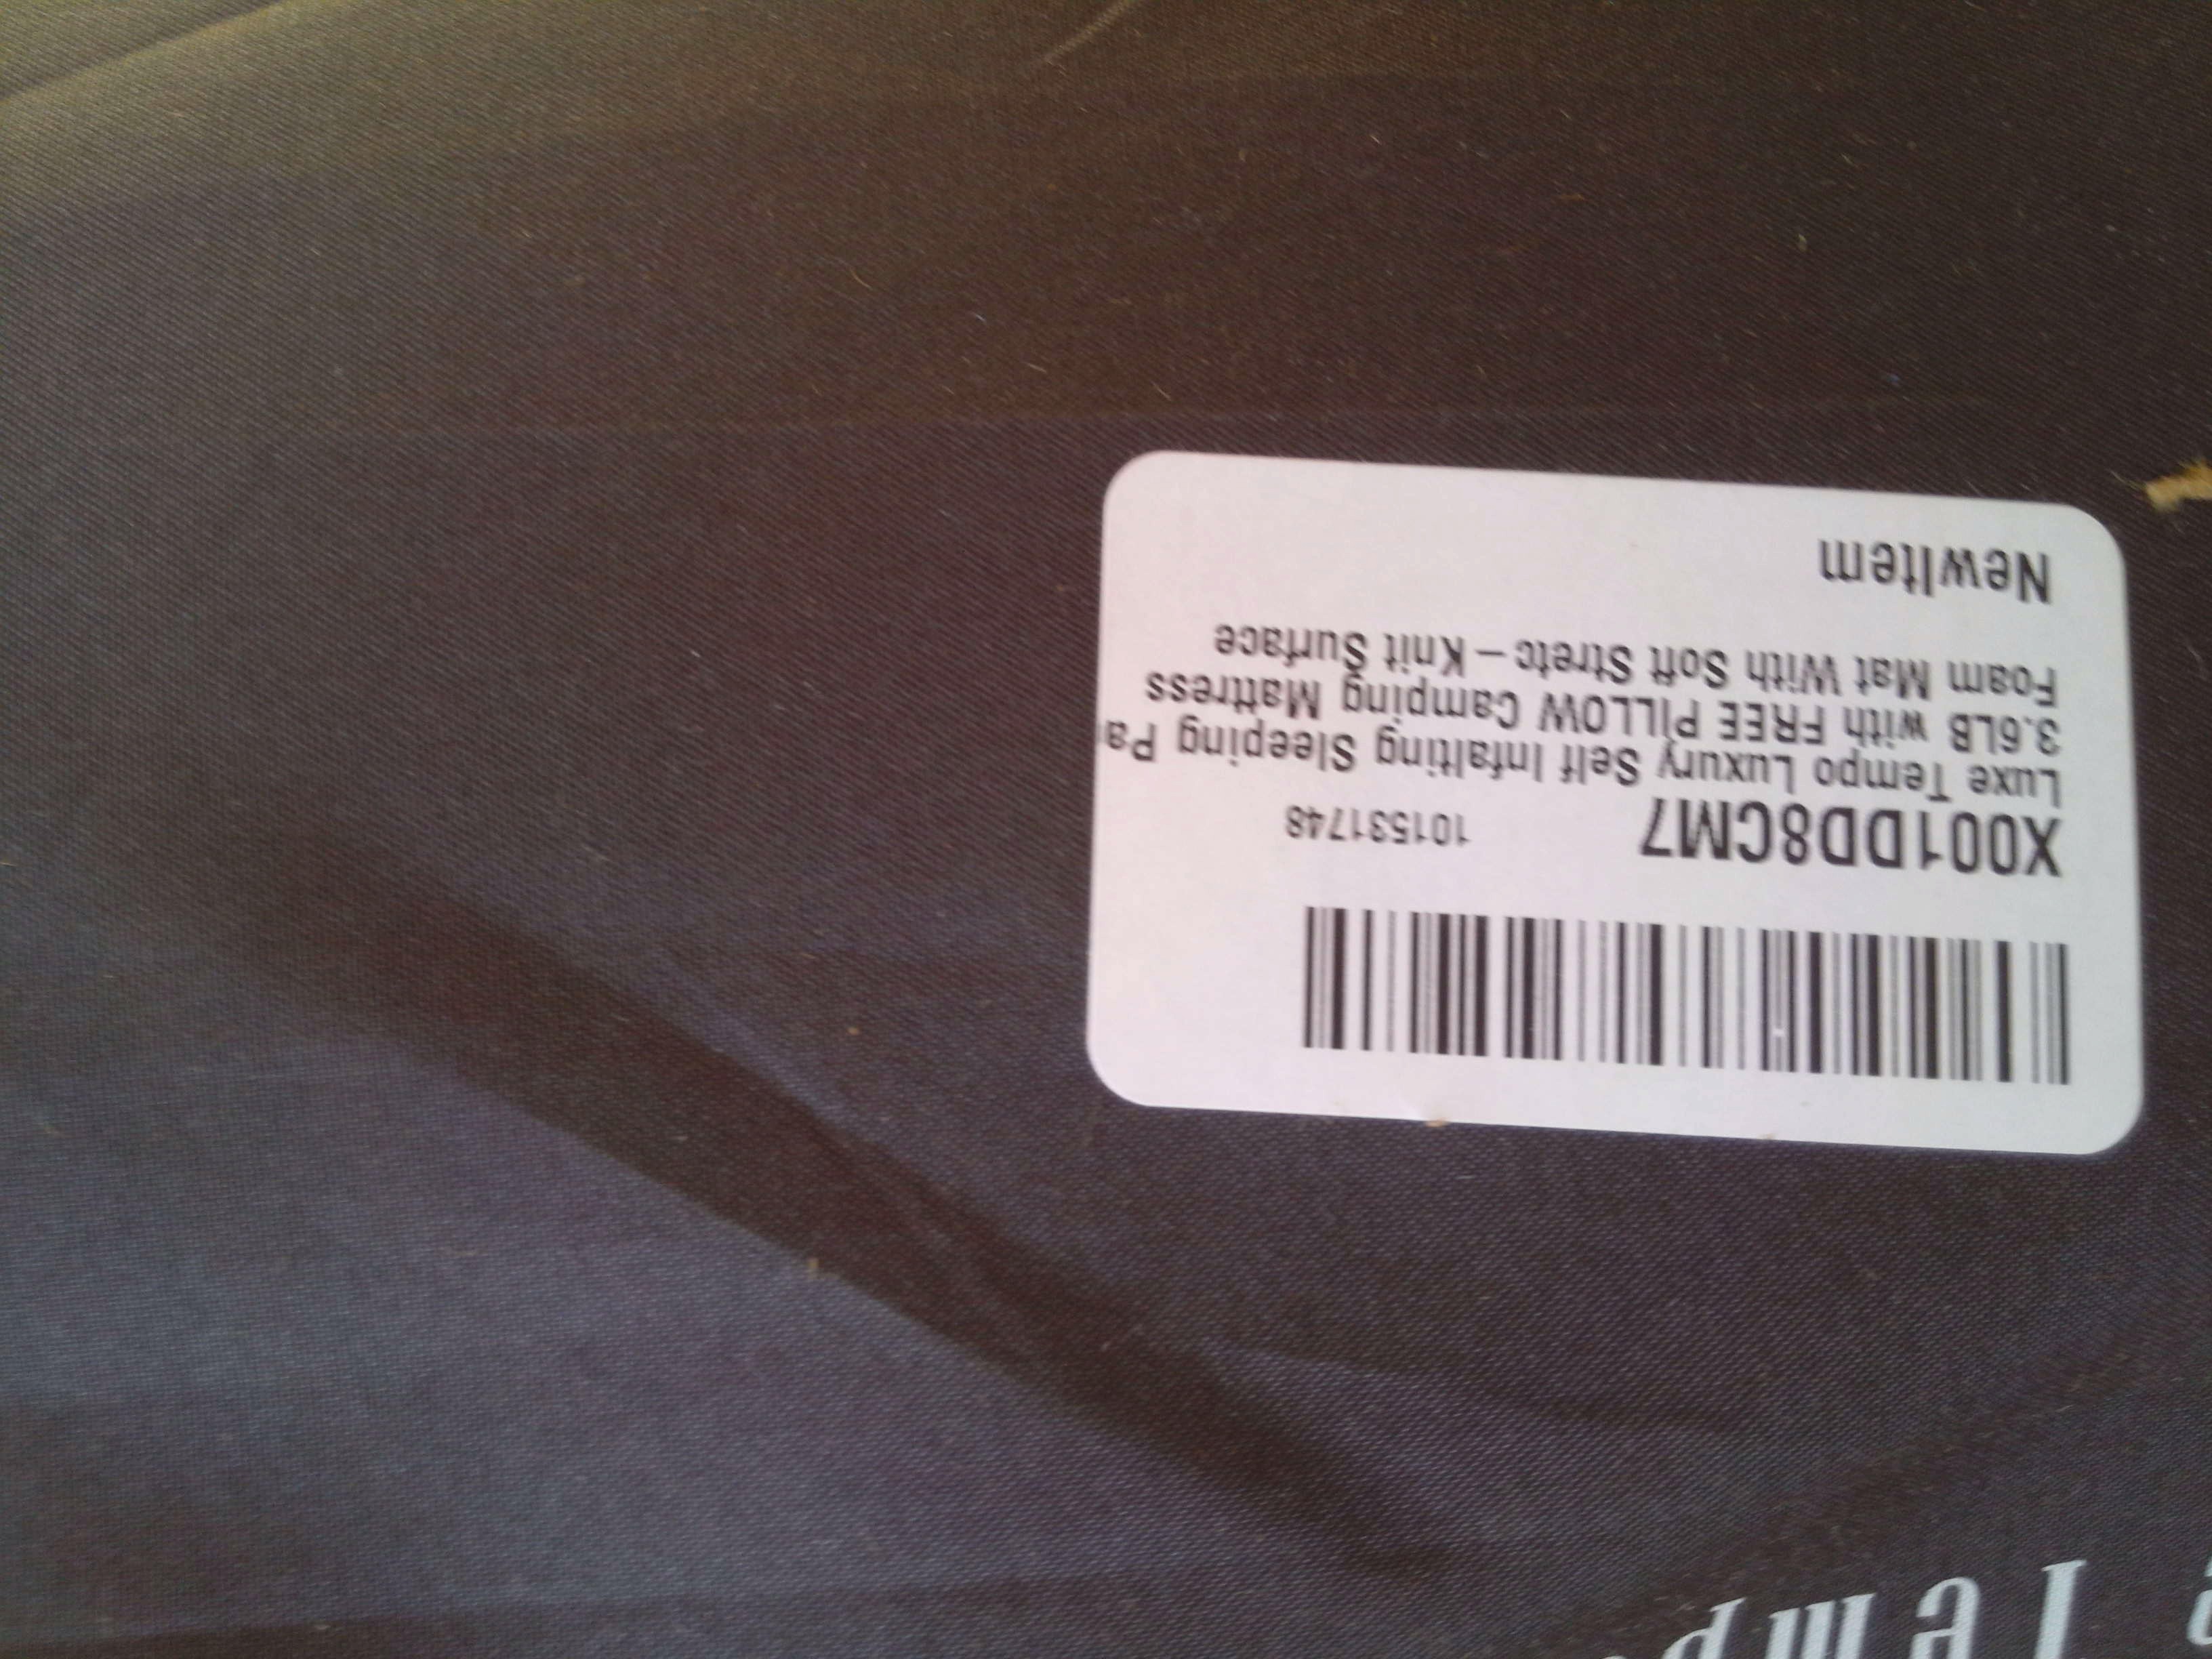 X001DD8CM7 101531748
Luxe Tempo Luxury Self Infalting Sleeping Pa
3.6LB with FREE PILLOW Camping Mattress
Foam Mat With Soft Stretc – Knit Surface
NewItem